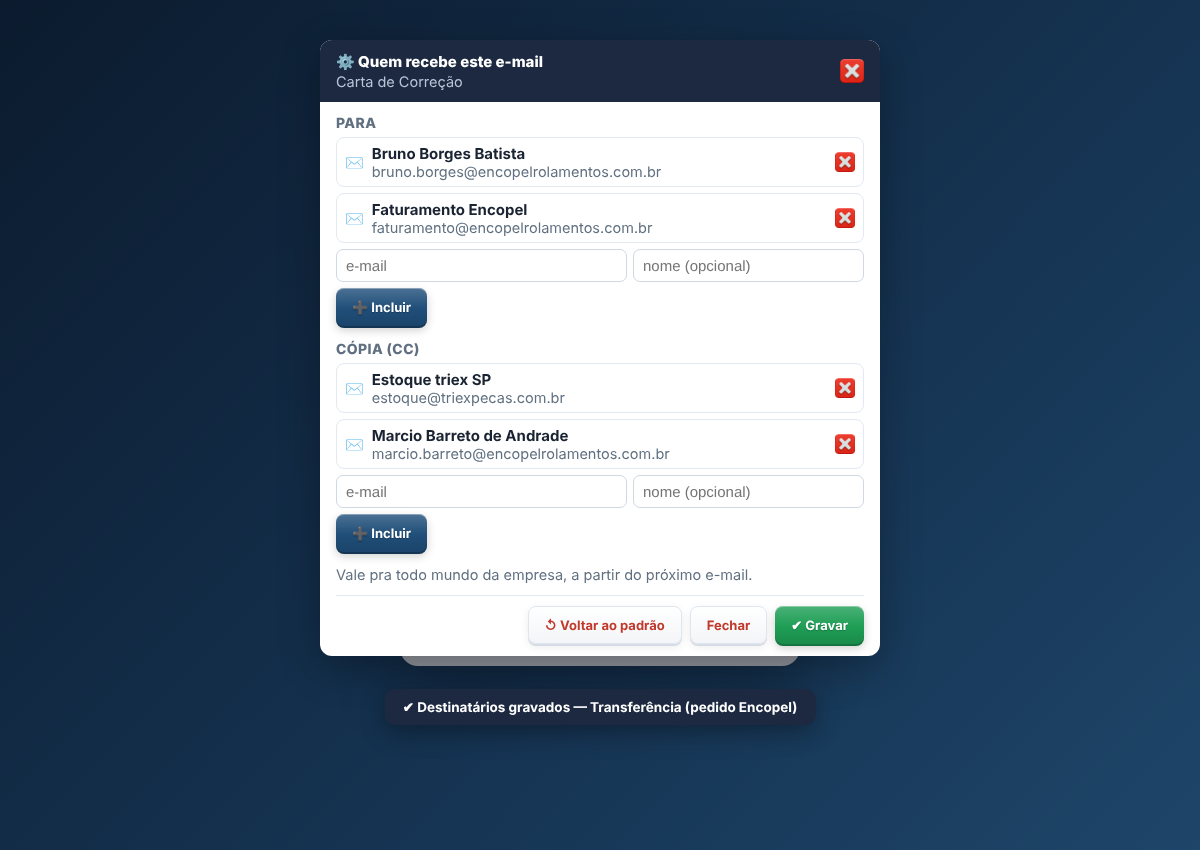 ⚙️ Quem recebe este e-mail
Carta de Correção
PARA
Bruno Borges Batista
bruno.borges@encopelrolamentos.com.br
Faturamento Encopel
faturamento@encopelrolamentos.com.br
e-mail
nome (opcional)
➕ Incluir
CÓPIA (CC)
Estoque triex SP
estoque@triexpecas.com.br
Marcio Barreto de Andrade
marcio.barreto@encopelrolamentos.com.br
e-mail
nome (opcional)
➕ Incluir
Vale pra todo mundo da empresa, a partir do próximo e-mail.
↺ Voltar ao padrão
Fechar
✔ Gravar
✔ Destinatários gravados — Transferência (pedido Encopel)